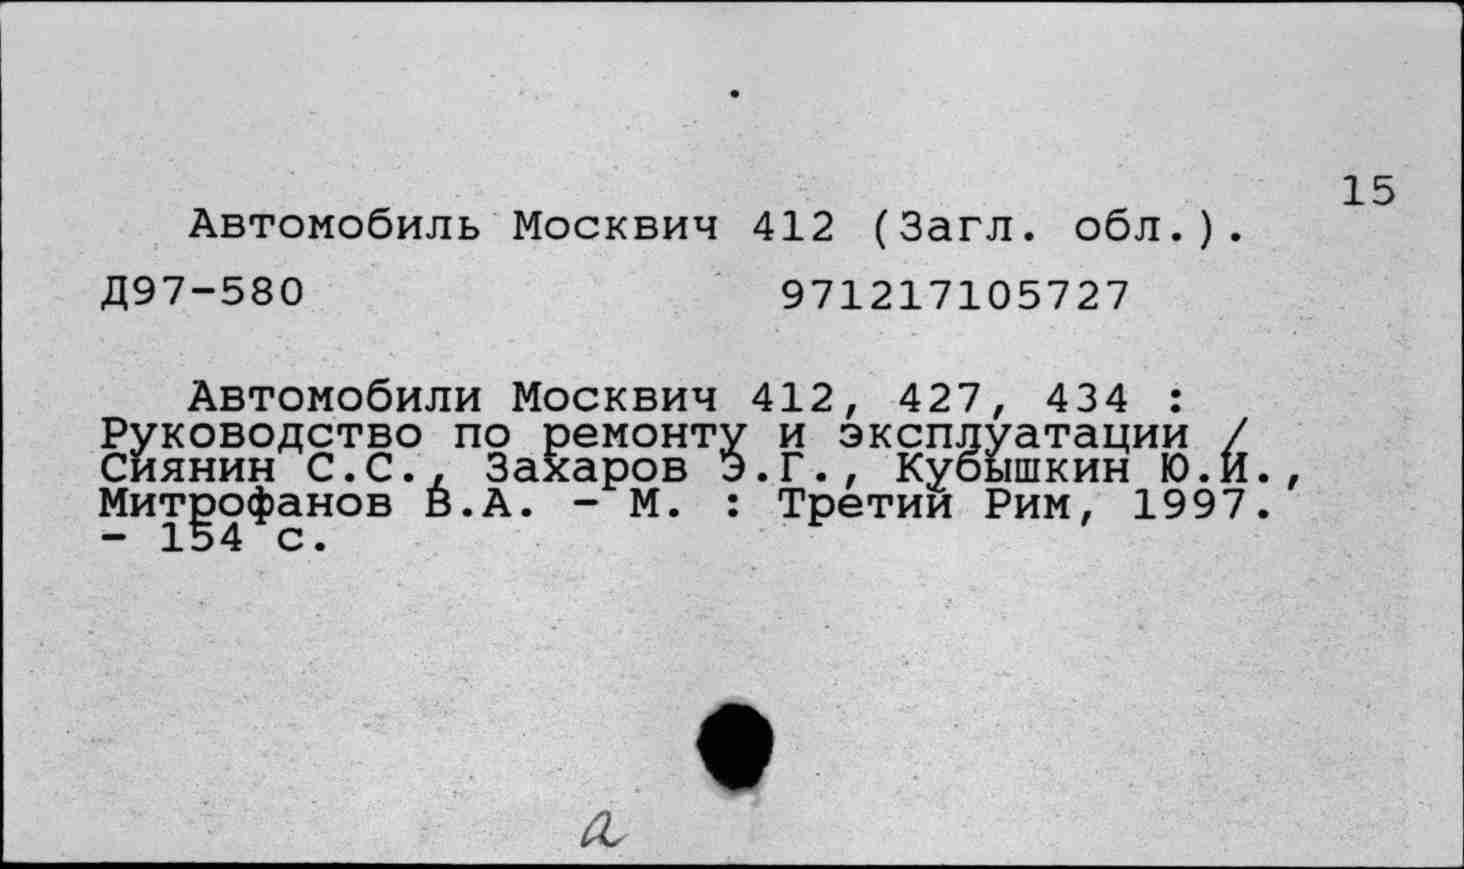 15
Автомобиль Москвич 412 (Загл. обл.).
Д97-580 971217105727
Автомобили Москвич 412, 427, 434 :
Руководство по ремонту и эксплуатации /
Сиянин С.С., Захаров Э.Г., Кубышкин Ю.И.,
Митрофанов В.А. - М. : Третий Рим, 1997.
- 154 с.
а